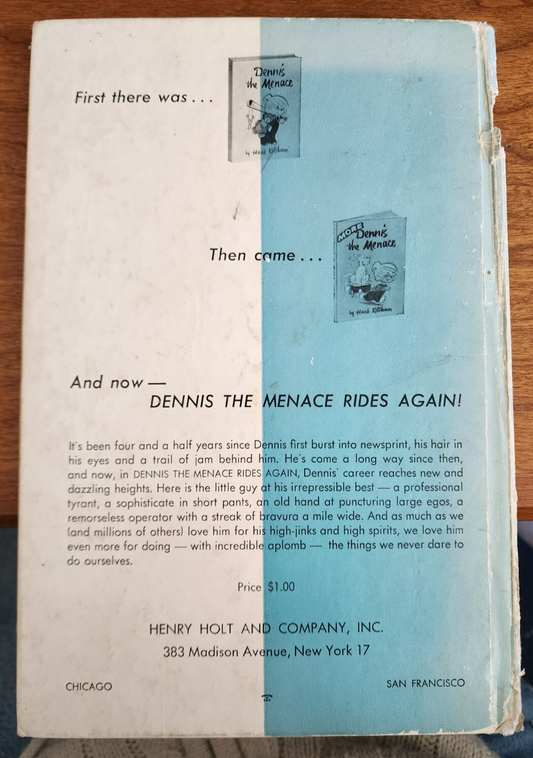 First there was . . .
Dennis
the Menace
by Hank Ketcham
Then came . . .
MORE
Dennis
the Menace
by Hank Ketcham
And now —
DENNIS THE MENACE RIDES AGAIN!
It's been four and a half years since Dennis first burst into newsprint, his hair in
his eyes and a trail of jam behind him. He's come a long way since then,
and now, in DENNIS THE MENACE RIDES AGAIN, Dennis' career reaches new and
dazzling heights. Here is the little guy at his irrepressible best — a professional
tyrant, a sophisticate in short pants, an old hand at puncturing large egos, a
remorseless operator with a streak of bravura a mile wide. And as much as we
(and millions of others) love him for his high-jinks and high spirits, we love him
even more for doing — with incredible aplomb — the things we never dare to
do ourselves.
Price $1.00
HENRY HOLT AND COMPANY, INC.
383 Madison Avenue, New York 17
CHICAGO SAN FRANCISCO